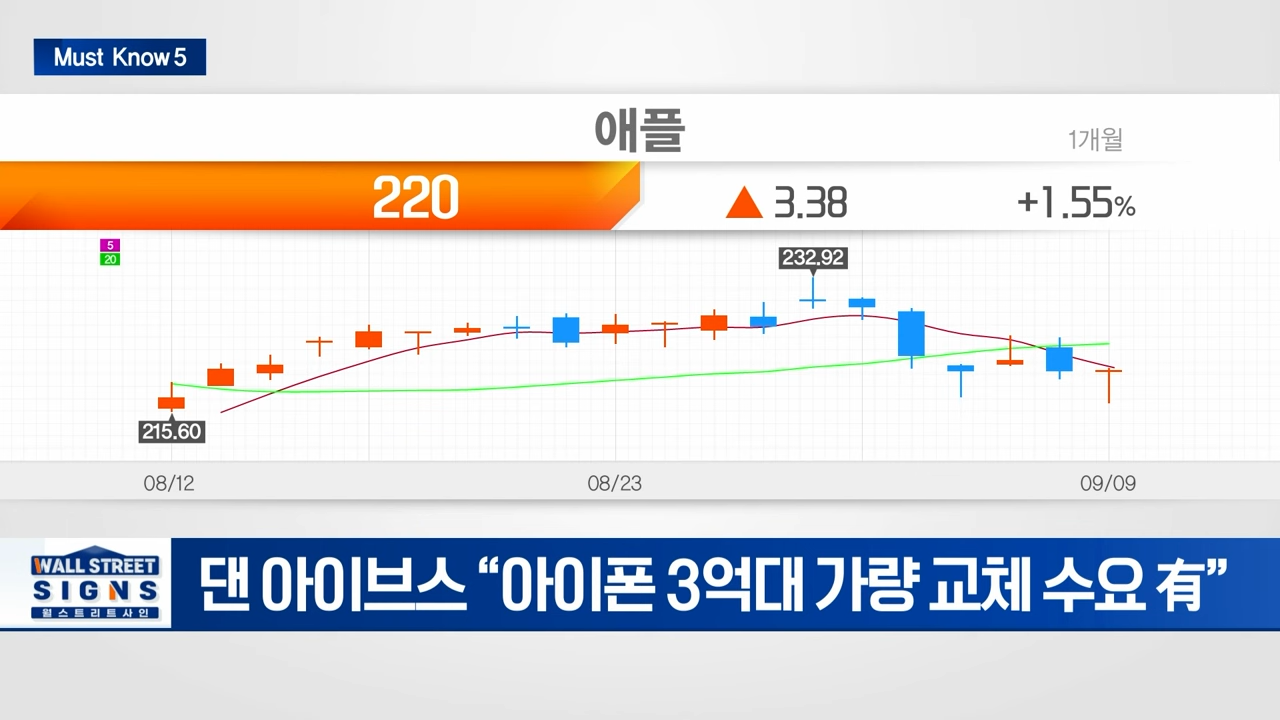 Must Know 5
애플
1개월
220
▲ 3.38
+1.55%
5
20
232.92
215.60
08/12
08/23
09/09
WALL STREET
SIGNS
월스트리트사인
댄 아이브스 “아이폰 3억대 가량 교체 수요 有”